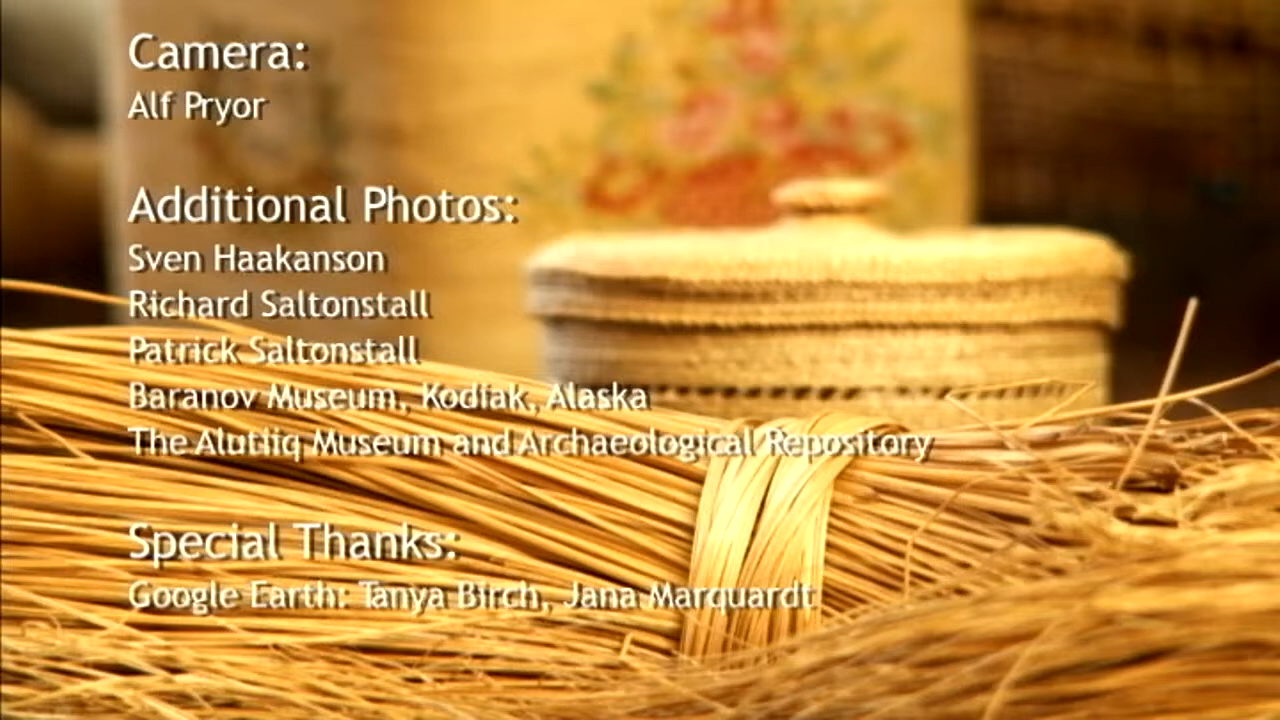 Camera:
Alf Pryor
Additional Photos:
Sven Haakanson
Richard Saltonstall
Patrick Saltonstall
Baranov Museum, Kodiak, Alaska
The Alutiiq Museum and Archaeological Repository
Special Thanks:
Google Earth: Tanya Birch, Jana Marquardt